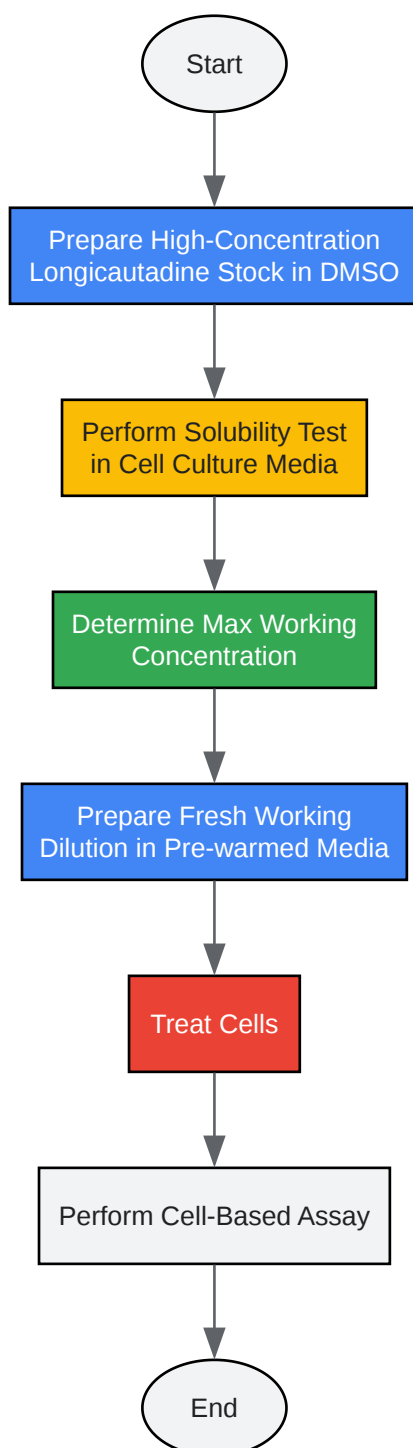 Start
Prepare High-Concentration
Longicautadine Stock in DMSO
Perform Solubility Test
in Cell Culture Media
Determine Max Working
Concentration
Prepare Fresh Working
Dilution in Pre-warmed Media
Treat Cells
Perform Cell-Based Assay
End